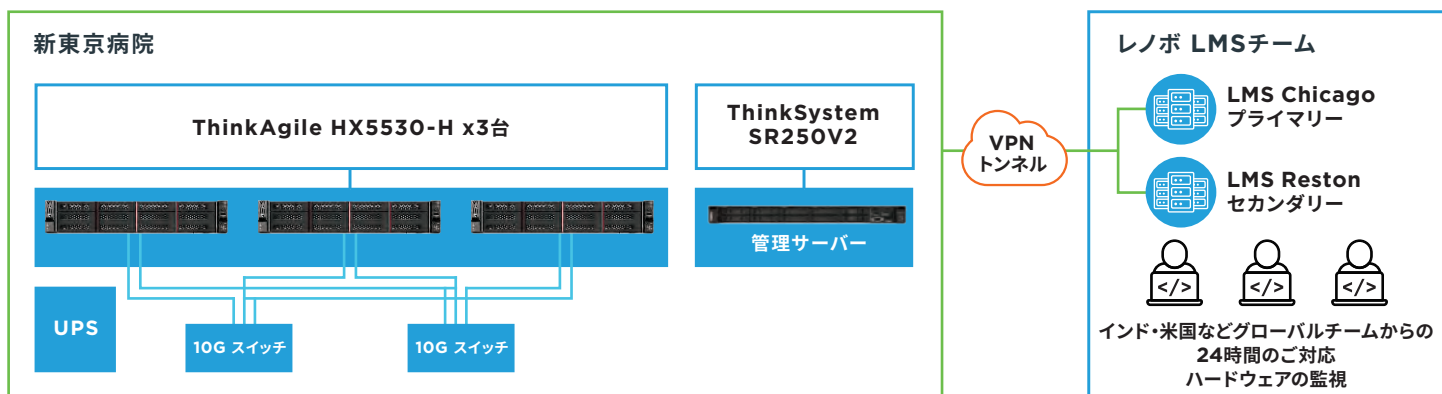 新東京病院
ThinkAgile HX5530-H x3台
ThinkSystem
SR250V2
管理サーバー
UPS
10G スイッチ
10G スイッチ
VPN
トンネル
レノボ LMSチーム
LMS Chicago
プライマリー
LMS Reston
セカンダリー
</>
</>
</>
インド・米国などグローバルチームからの
24時間のご対応
ハードウェアの監視